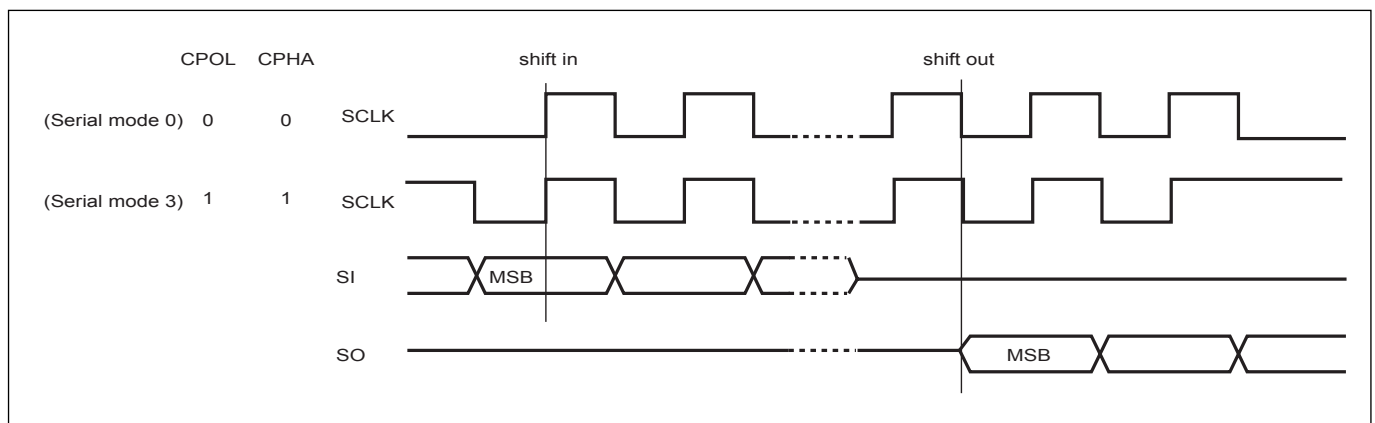 shift in shift out
CPOL CPHA
(Serial mode 0) 0 0 SCLK
(Serial mode 3) 1 1 SCLK
SI MSB
SO MSB